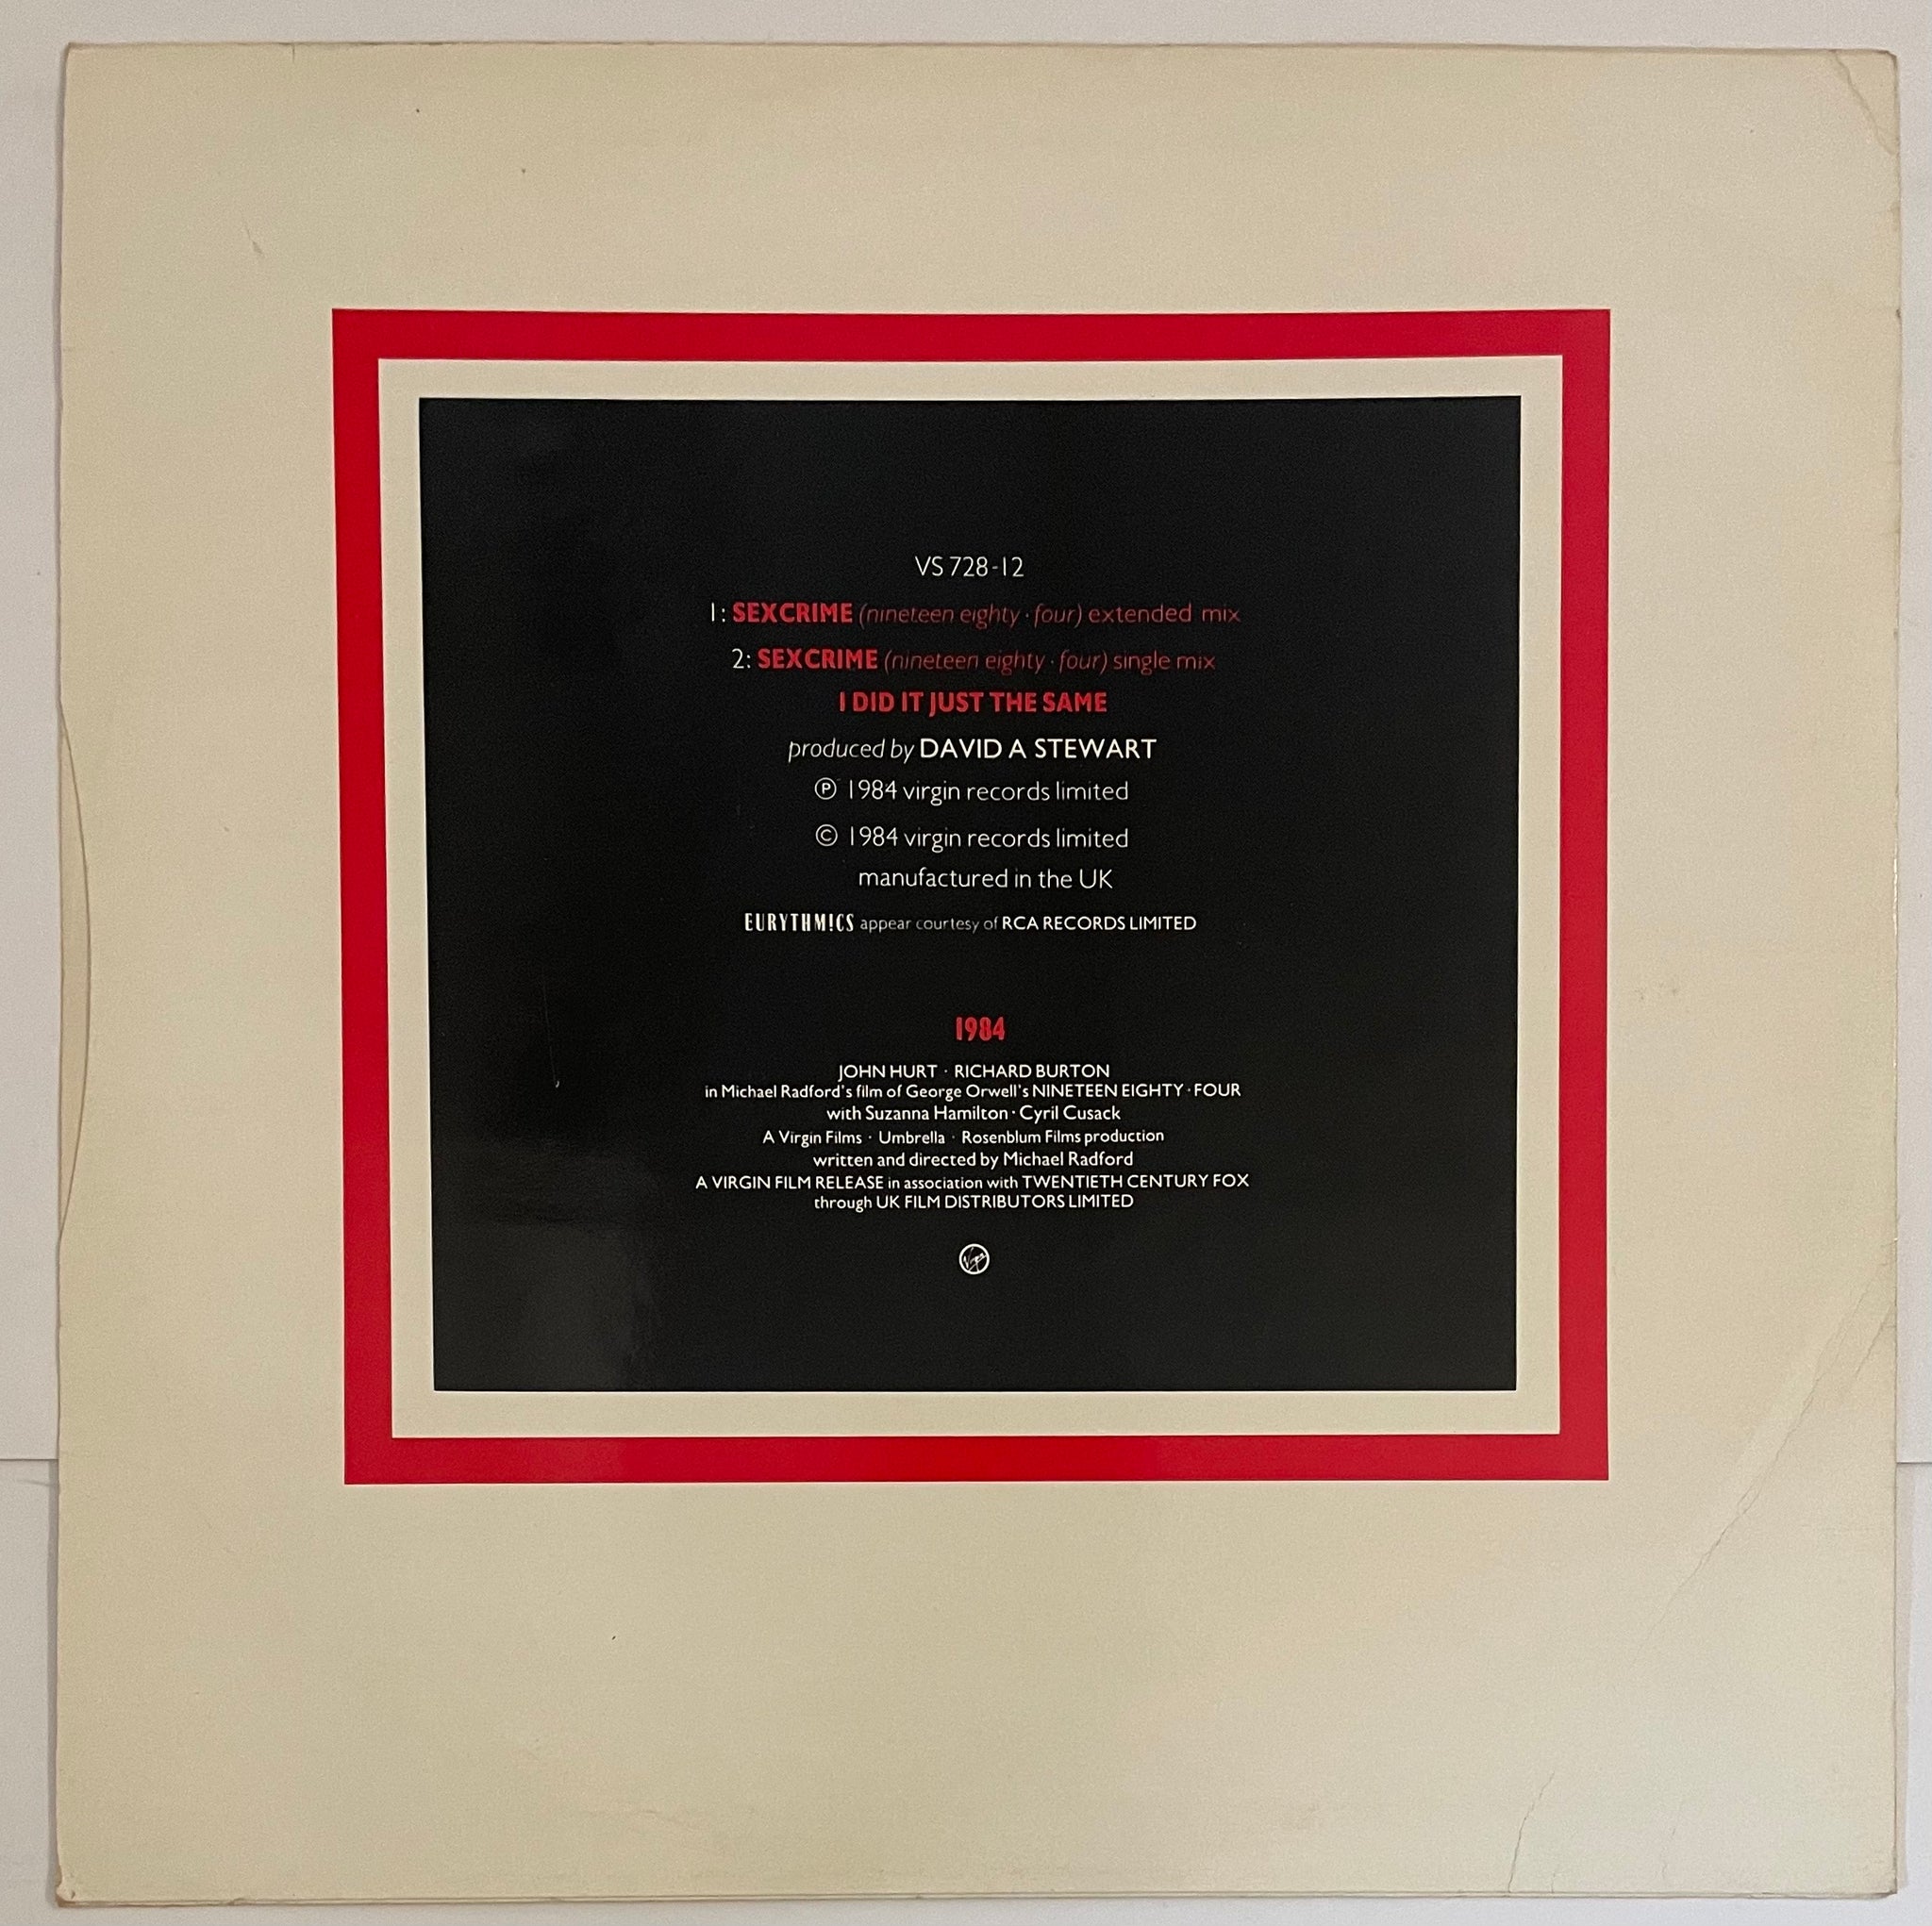 VS 728-12
1: SEXCRIME (nineteen eighty · four) extended mix
2: SEXCRIME (nineteen eighty · four) single mix
I DID IT JUST THE SAME
produced by DAVID A STEWART
℗ 1984 virgin records limited
© 1984 virgin records limited
manufactured in the UK
EURYTHM!CS appear courtesy of RCA RECORDS LIMITED
1984
JOHN HURT · RICHARD BURTON
in Michael Radford's film of George Orwell's NINETEEN EIGHTY · FOUR
with Suzanna Hamilton · Cyril Cusack
A Virgin Films · Umbrella · Rosenblum Films production
written and directed by Michael Radford
A VIRGIN FILM RELEASE in association with TWENTIETH CENTURY FOX
through UK FILM DISTRIBUTORS LIMITED
Virgin